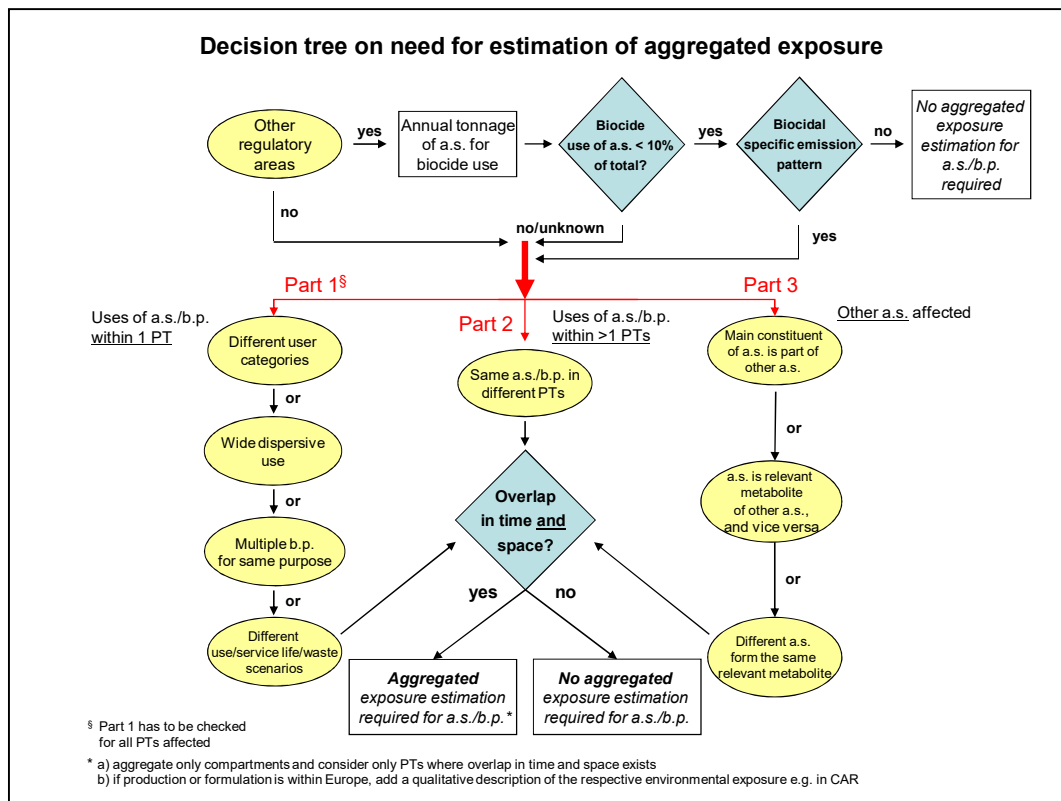 Decision tree on need for estimation of aggregated exposure
Other
regulatory
areas
yes
Annual tonnage
of a.s. for
biocide use
Biocide
use of a.s. < 10%
of total?
yes
Biocidal
specific emission
pattern
no
No aggregated
exposure
estimation for
a.s./b.p.
required
no
no/unknown
yes
Part 1§
Part 2
Part 3
Uses of a.s./b.p.
within 1 PT
Different user
categories
or
Wide dispersive
use
or
Multiple b.p.
for same purpose
or
Different
use/service life/waste
scenarios
Uses of a.s./b.p.
within >1 PTs
Same a.s./b.p. in
different PTs
Overlap
in time and
space?
yes
no
Aggregated
exposure estimation
required for a.s./b.p.*
No aggregated
exposure estimation
required for a.s./b.p.
Other a.s. affected
Main constituent
of a.s. is part of
other a.s.
or
a.s. is relevant
metabolite
of other a.s.,
and vice versa
or
Different a.s.
form the same
relevant metabolite
§ Part 1 has to be checked
for all PTs affected
* a) aggregate only compartments and consider only PTs where overlap in time and space exists
b) if production or formulation is within Europe, add a qualitative description of the respective environmental exposure e.g. in CAR